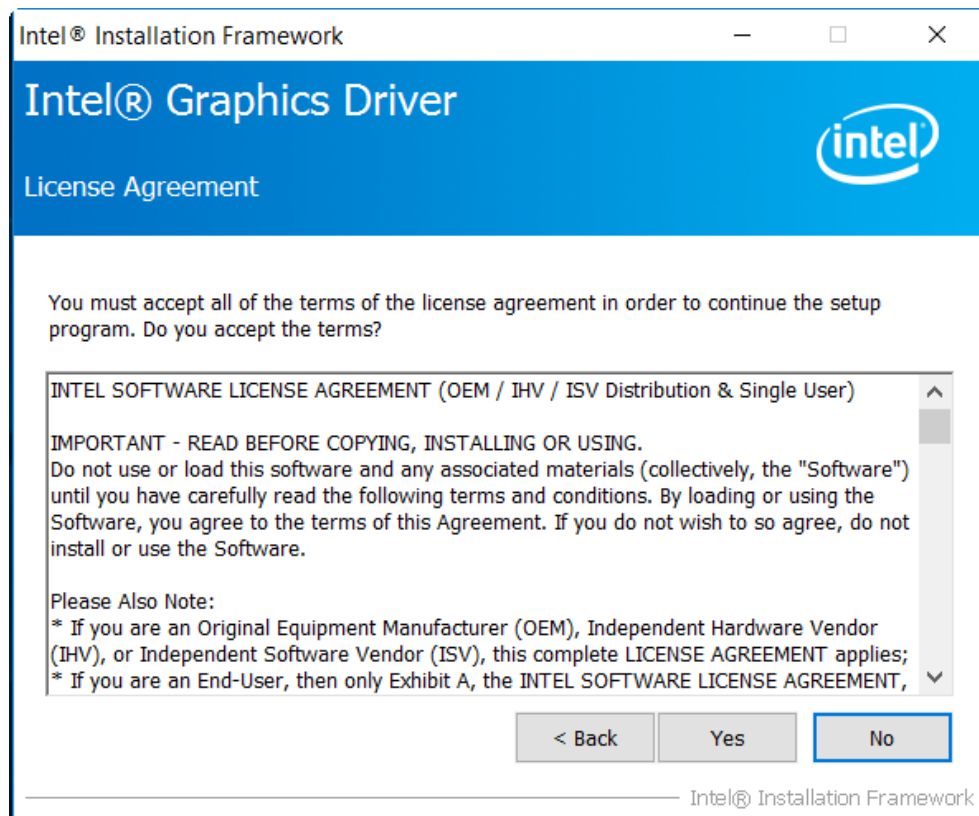 Intel® Installation Framework
Intel® Graphics Driver
intel
License Agreement
You must accept all of the terms of the license agreement in order to continue the setup
program. Do you accept the terms?
INTEL SOFTWARE LICENSE AGREEMENT (OEM / IHV / ISV Distribution & Single User)
IMPORTANT - READ BEFORE COPYING, INSTALLING OR USING.
Do not use or load this software and any associated materials (collectively, the "Software")
until you have carefully read the following terms and conditions. By loading or using the
Software, you agree to the terms of this Agreement. If you do not wish to so agree, do not
install or use the Software.
Please Also Note:
* If you are an Original Equipment Manufacturer (OEM), Independent Hardware Vendor
(IHV), or Independent Software Vendor (ISV), this complete LICENSE AGREEMENT applies;
* If you are an End-User, then only Exhibit A, the INTEL SOFTWARE LICENSE AGREEMENT,
< Back Yes No
Intel® Installation Framework